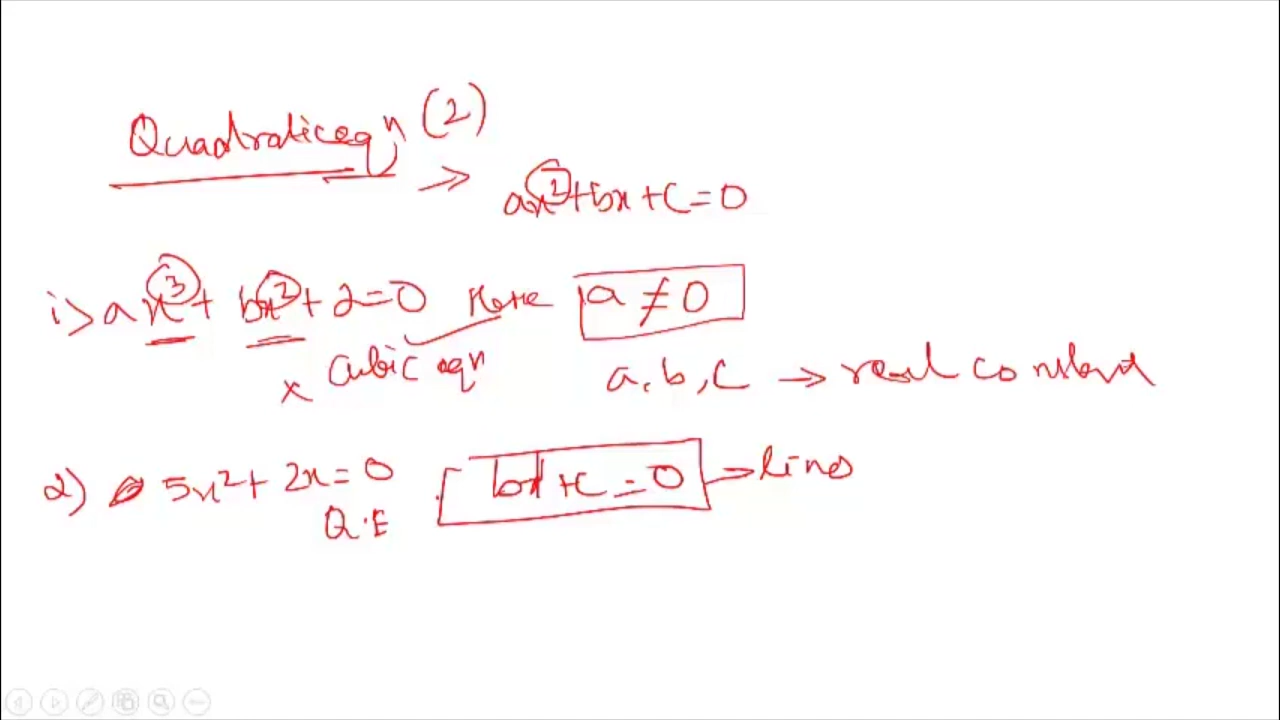 Quadratic eqn (2)
→ ax²+bx+c=0
i> ax³+ bx²+2=0 Here a ≠ 0
x cubic eqn a, b, c → real constant
2) 5x²+ 2x=0 bx+c=0 →
Q.E